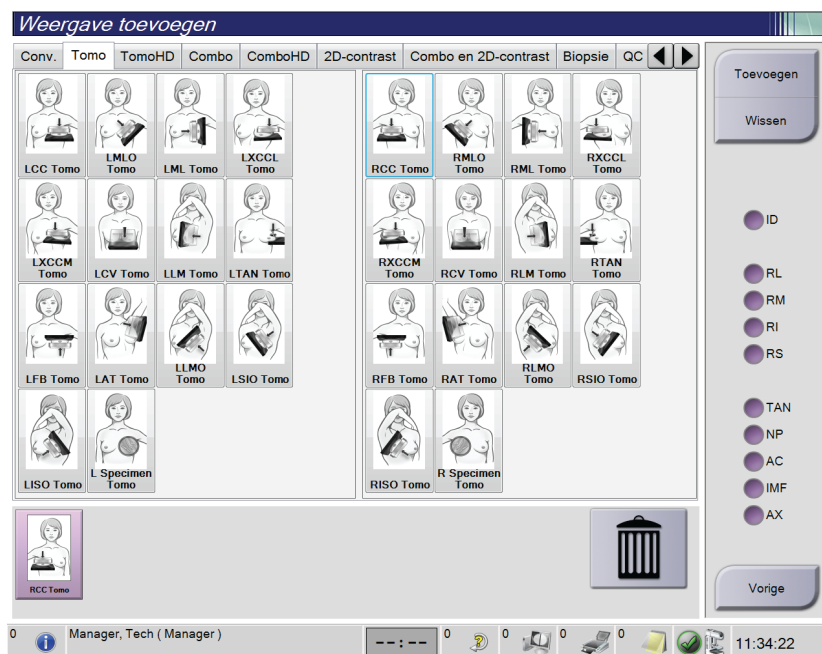 Weergave toevoegen
Conv. Tomo TomoHD Combo ComboHD 2D-contrast Combo en 2D-contrast Biopsie QC
Toevoegen
Wissen
LCC Tomo
LMLO
Tomo
LML Tomo
LXCCL
Tomo
RCC Tomo
RMLO
Tomo
RML Tomo
RXCCL
Tomo
LXCCM
Tomo
LCV Tomo
LLM Tomo
LTAN Tomo
RXCCM
Tomo
RCV Tomo
RLM Tomo
RTAN
Tomo
LFB Tomo
LAT Tomo
LLMO
Tomo
LSIO Tomo
RFB Tomo
RAT Tomo
RLMO
Tomo
RSIO Tomo
LISO Tomo
L Specimen
Tomo
RISO Tomo
R Specimen
Tomo
ID
RL
RM
RI
RS
TAN
NP
AC
IMF
AX
RCC Tomo
Vorige
0 Manager, Tech ( Manager ) --:-- 0 0 0 0 11:34:22